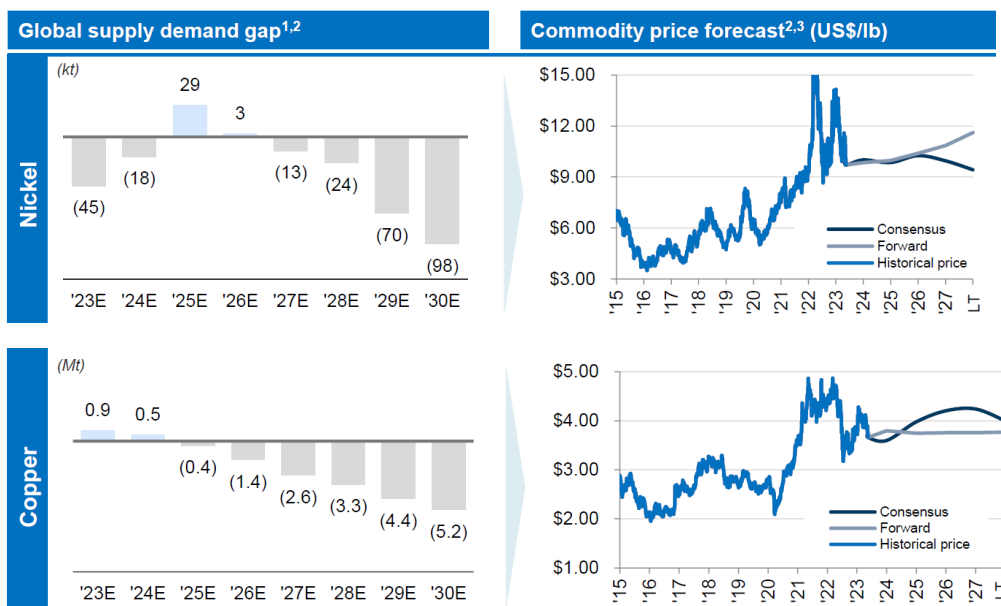 Global supply demand gap1,2
Commodity price forecast2,3 (US$/lb)
Nickel
(kt)
29
3
(45)
(18)
(13)
(24)
(70)
(98)
'23E '24E '25E '26E '27E '28E '29E '30E
$15.00
$12.00
$9.00
$6.00
$3.00
Consensus
Forward
Historical price
'15 '16 '17 '18 '19 '20 '21 '22 '23 '24 '25 '26 '27 LT
Copper
(Mt)
0.9
0.5
(0.4)
(1.4)
(2.6)
(3.3)
(4.4)
(5.2)
'23E '24E '25E '26E '27E '28E '29E '30E
$5.00
$4.00
$3.00
$2.00
$1.00
Consensus
Forward
Historical price
'15 '16 '17 '18 '19 '20 '21 '22 '23 '24 '25 '26 '27 LT